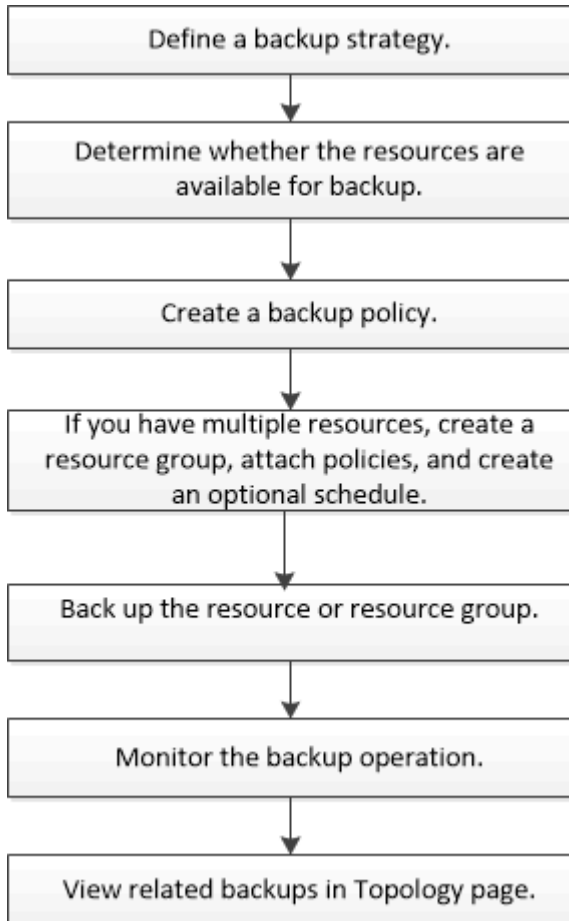 Define a backup strategy.
Determine whether the resources are
available for backup.
Create a backup policy.
If you have multiple resources, create a
resource group, attach policies, and create
an optional schedule.
Back up the resource or resource group.
Monitor the backup operation.
View related backups in Topology page.